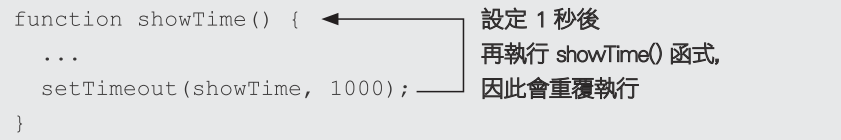 function showTime() {
...
setTimeout(showTime, 1000);
}
設定 1 秒後
再執行 showTime() 函式,
因此會重覆執行